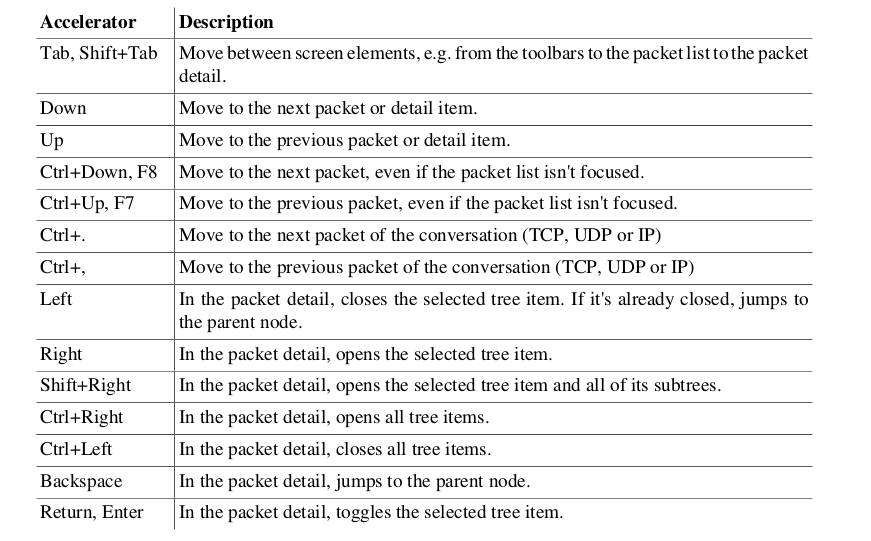 Accelerator Description
Tab, Shift+Tab Move between screen elements, e.g. from the toolbars to the packet list to the packet
detail.
Down Move to the next packet or detail item.
Up Move to the previous packet or detail item.
Ctrl+Down, F8 Move to the next packet, even if the packet list isn't focused.
Ctrl+Up, F7 Move to the previous packet, even if the packet list isn't focused.
Ctrl+. Move to the next packet of the conversation (TCP, UDP or IP)
Ctrl+, Move to the previous packet of the conversation (TCP, UDP or IP)
Left In the packet detail, closes the selected tree item. If it's already closed, jumps to
the parent node.
Right In the packet detail, opens the selected tree item.
Shift+Right In the packet detail, opens the selected tree item and all of its subtrees.
Ctrl+Right In the packet detail, opens all tree items.
Ctrl+Left In the packet detail, closes all tree items.
Backspace In the packet detail, jumps to the parent node.
Return, Enter In the packet detail, toggles the selected tree item.